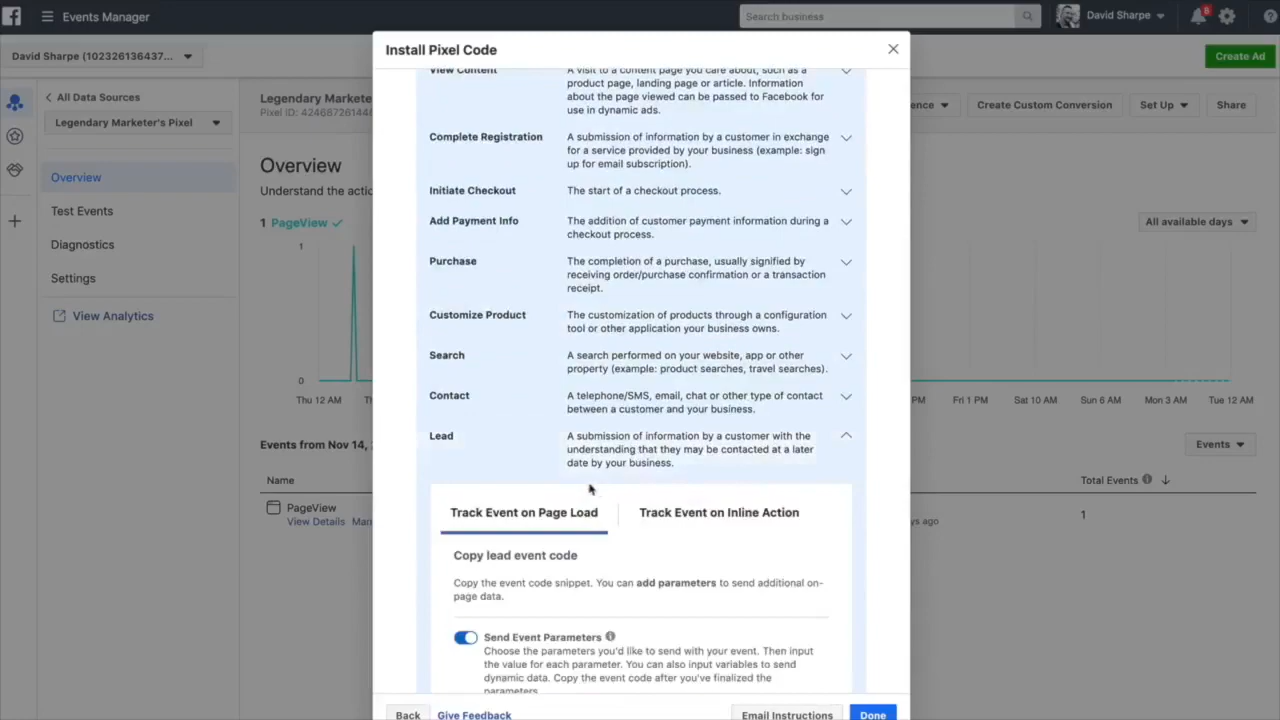 Events Manager
Search business
David Sharpe
8
David Sharpe (102326136437...
Create Ad
Install Pixel Code
All Data Sources
Legendary Marketer's Pixel
Legendary Markete
Pixel ID: 42468726144
ence
Create Custom Conversion
Set Up
Share
Overview
Test Events
Diagnostics
Settings
View Analytics
Overview
Understand the actio
1 PageView
All available days
1
0
Thu 12 AM
PM
Fri 1 PM
Sat 10 AM
Sun 6 AM
Mon 3 AM
Tue 12 AM
Events from Nov 14,
Events
Name
Total Events
PageView
View Details
Man
ys ago
1
View Content
A visit to a content page you care about, such as a
product page, landing page or article. Information
about the page viewed can be passed to Facebook for
use in dynamic ads.
Complete Registration
A submission of information by a customer in exchange
for a service provided by your business (example: sign
up for email subscription).
Initiate Checkout
The start of a checkout process.
Add Payment Info
The addition of customer payment information during a
checkout process.
Purchase
The completion of a purchase, usually signified by
receiving order/purchase confirmation or a transaction
receipt.
Customize Product
The customization of products through a configuration
tool or other application your business owns.
Search
A search performed on your website, app or other
property (example: product searches, travel searches).
Contact
A telephone/SMS, email, chat or other type of contact
between a customer and your business.
Lead
A submission of information by a customer with the
understanding that they may be contacted at a later
date by your business.
Track Event on Page Load
Track Event on Inline Action
Copy lead event code
Copy the event code snippet. You can add parameters to send additional on-
page data.
Send Event Parameters
Choose the parameters you'd like to send with your event. Then input
the value for each parameter. You can also input variables to send
dynamic data. Copy the event code after you've finalized the
parameters.
Back
Give Feedback
Email Instructions
Done